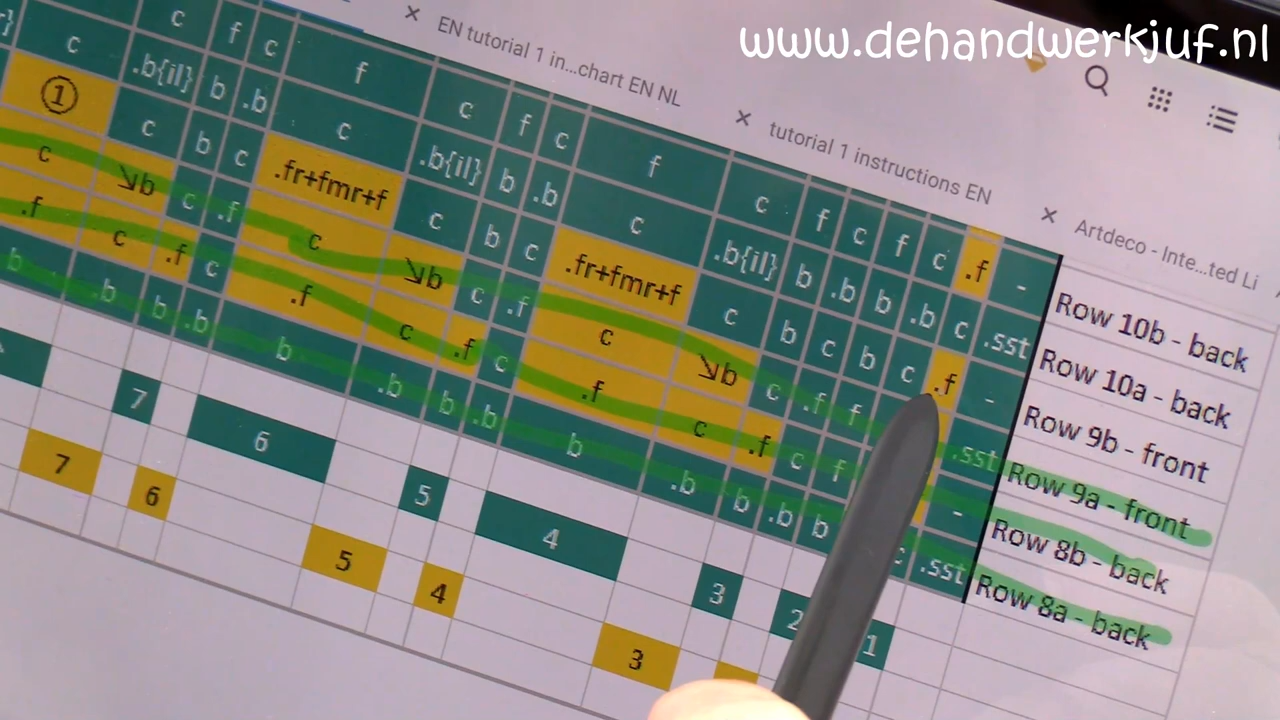 www.dehandwerkjuf.nl
× EN tutorial 1 in...chart EN NL
× tutorial 1 instructions EN
× Artdeco - Inte...ted Li
c f c f c f c f c f c f c .f - Row 10b - back
c .b{il} b .b c .b{il} b .b c .b{il} b .b b .b c .sst Row 10a - back
① c b c .fr+fmr+f c b c .fr+fmr+f c b c b c .f - Row 9b - front
c ↘b c .f c ↘b c .f c ↘b c .f f .sst Row 9a - front
.f c .f c .f c .f c .f c .f c f - Row 8b - back
b .b b .b b .b b .b b .b b .b b c .sst Row 8a - back
7 6 5 4 3 2 1
7 6 5 4 3